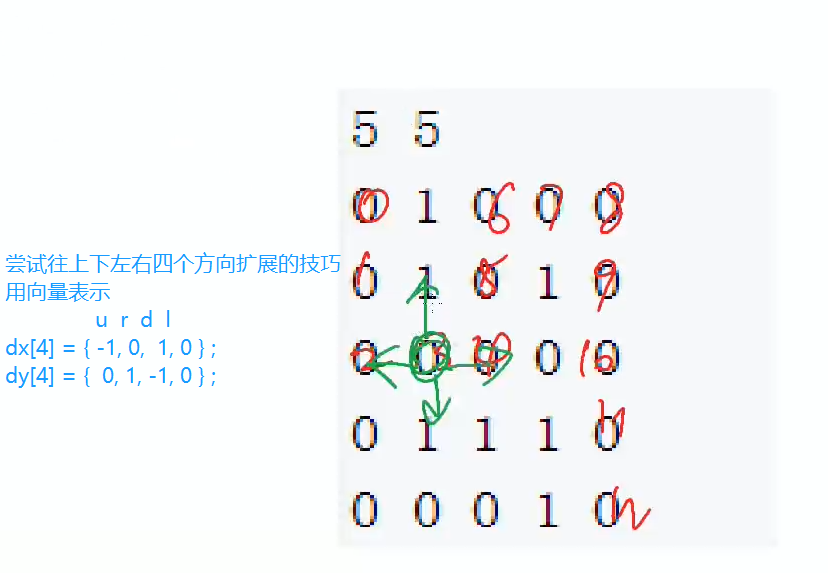 5 5
0 1 0 0 0
0 1 0 1 0
0 0 0 0 0
0 1 1 1 0
0 0 0 1 0
尝试往上下左右四个方向扩展的技巧
用向量表示
u r d l
dx[4] = { -1, 0, 1, 0 } ;
dy[4] = { 0, 1, -1, 0 } ;